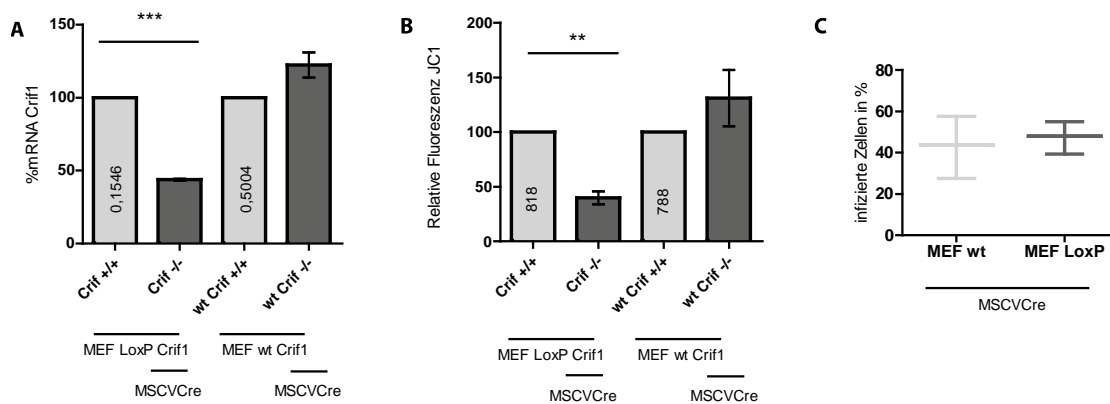 A
%mRNA Crif1
150
100
50
0
***
0,1546
0,5004
Crif +/+
Crif -/-
wt Crif +/+
wt Crif -/-
MEF LoxP Crif1
MEF wt Crif1
MSCVCre
B
Relative Fluoreszenz JC1
200
150
100
50
0
**
818
788
Crif +/+
Crif -/-
wt Crif +/+
wt Crif -/-
MEF LoxP Crif1
MEF wt Crif1
MSCVCre
MSCVCre
C
infizierte Zellen in %
80
60
40
20
0
MEF wt
MEF LoxP
MSCVCre